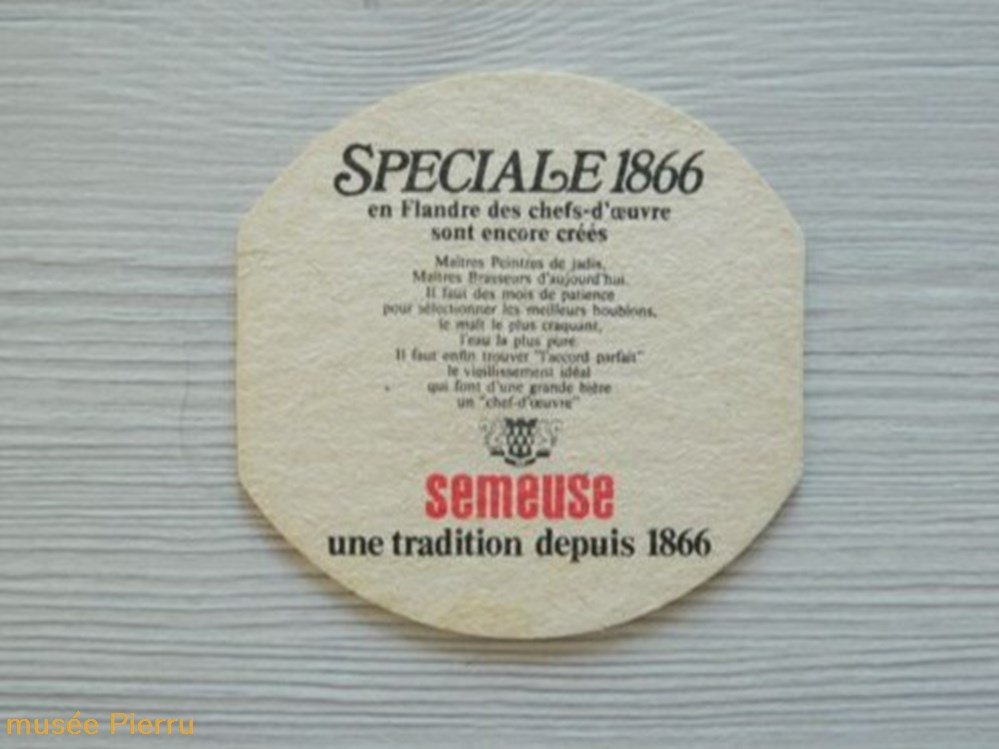 SPECIALE 1866
en Flandre des chefs-d'œuvre
sont encore créés
Maîtres Peintres de jadis,
Maîtres Brasseurs d'aujourd'hui.
Il faut des mois de patience
pour sélectionner les meilleurs houblons,
le malt le plus craquant,
l'eau la plus pure.
Il faut enfin trouver "l'accord parfait"
le vieillissement idéal
qui font d'une grande bière
un "chef-d'œuvre"
semeuse
une tradition depuis 1866
musée Pierru